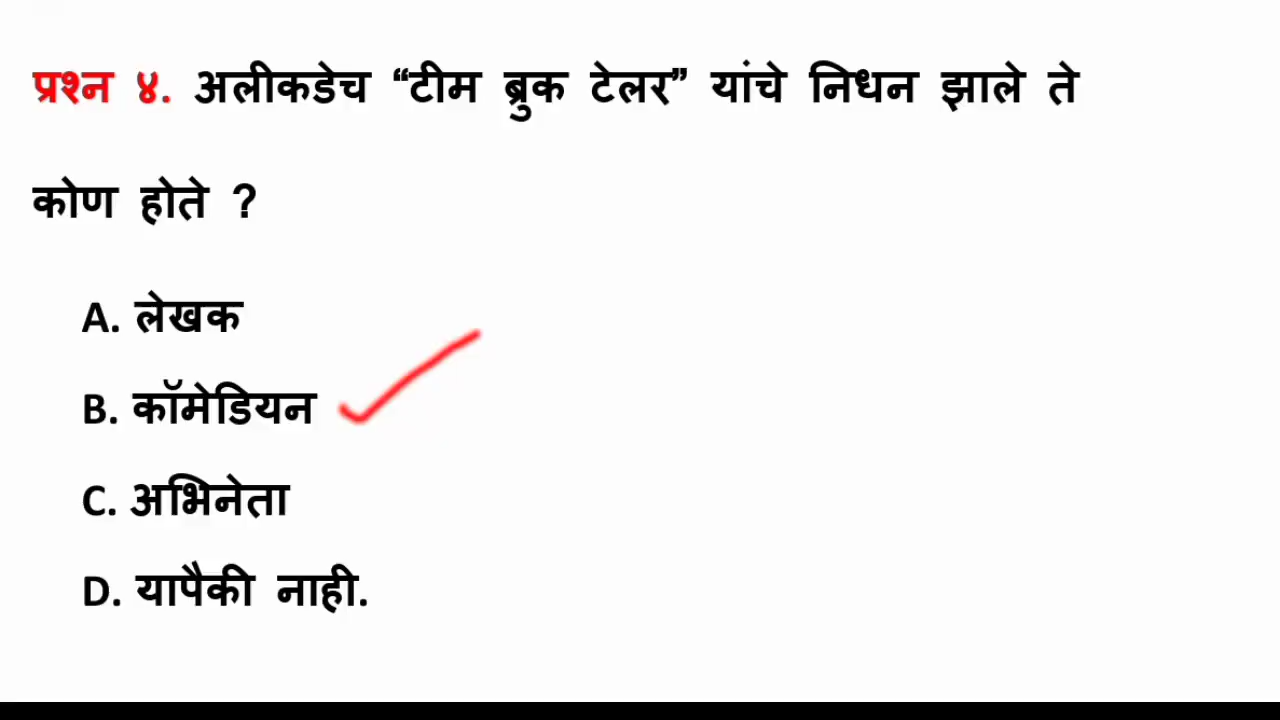 प्रश्न ४. अलीकडेच “टीम ब्रुक टेलर” यांचे निधन झाले ते
कोण होते ?
A. लेखक
B. कॉमेडियन
C. अभिनेता
D. यापैकी नाही.